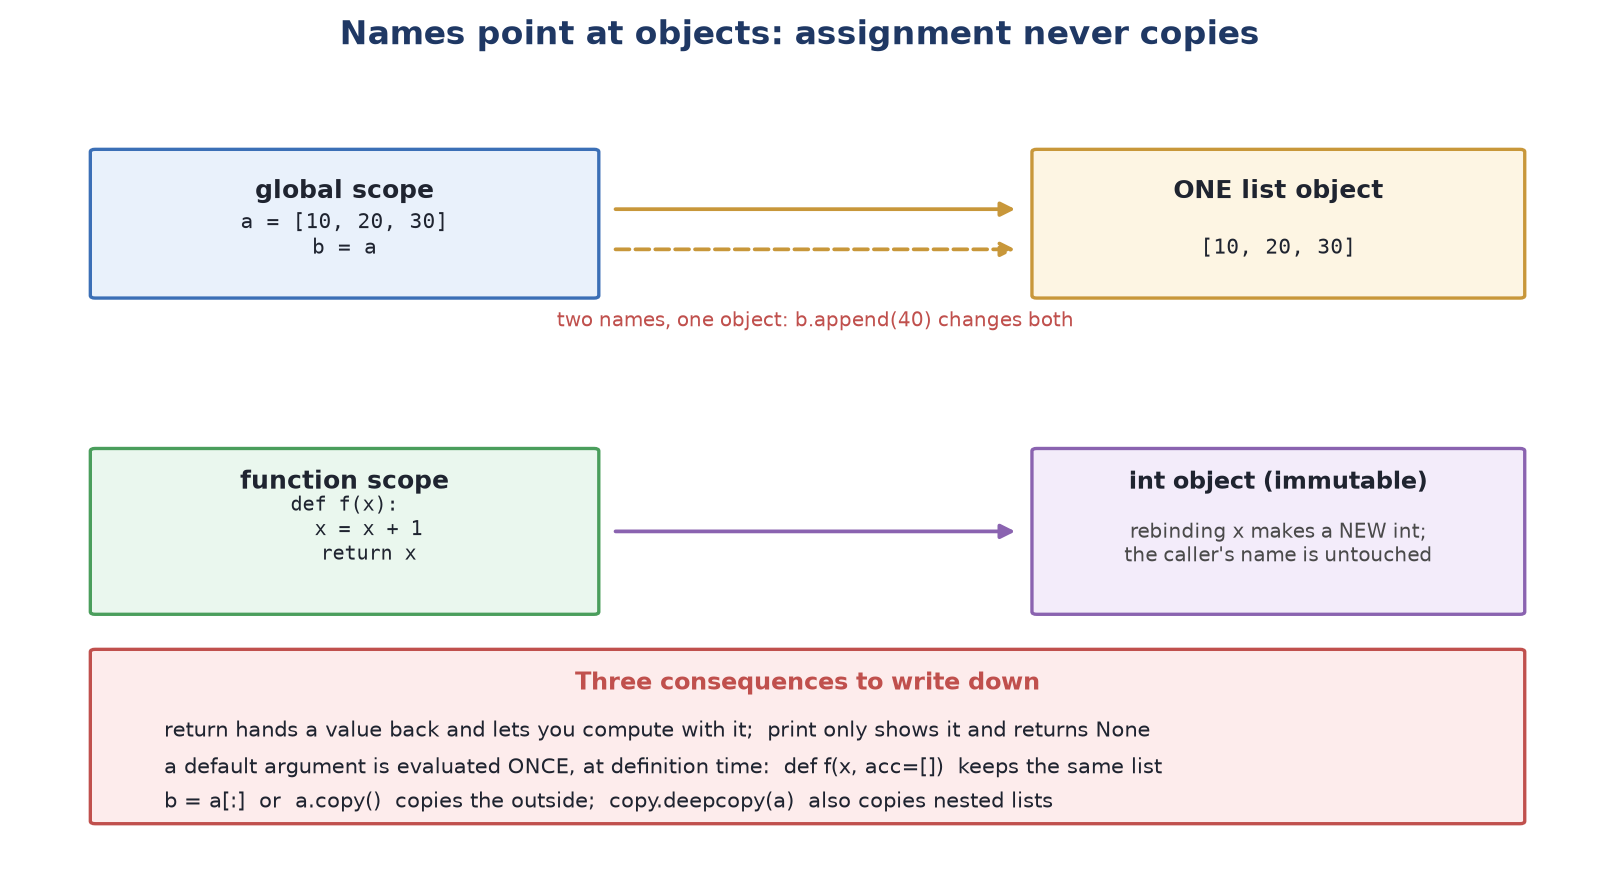 Names point at objects: assignment never copies
global scope
a = [10, 20, 30]
b = a
ONE list object
[10, 20, 30]
two names, one object: b.append(40) changes both
function scope
def f(x):
    x = x + 1
    return x
int object (immutable)
rebinding x makes a NEW int;
the caller's name is untouched
Three consequences to write down
return hands a value back and lets you compute with it;  print only shows it and returns None
a default argument is evaluated ONCE, at definition time:  def f(x, acc=[])  keeps the same list
b = a[:]  or  a.copy()  copies the outside;  copy.deepcopy(a)  also copies nested lists